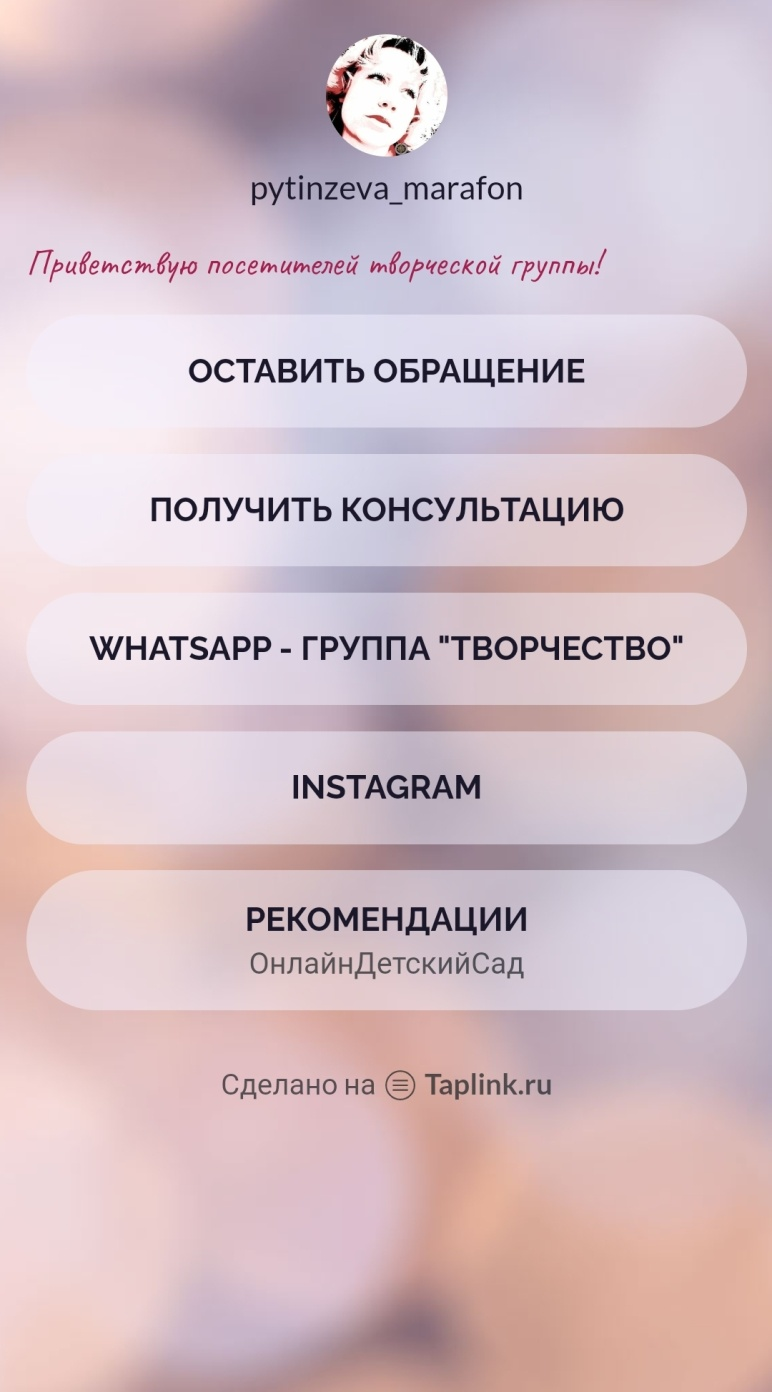 pytinzeva_marafon
Приветствую посетителей творческой группы!
ОСТАВИТЬ ОБРАЩЕНИЕ
ПОЛУЧИТЬ КОНСУЛЬТАЦИЮ
WHATSAPP - ГРУППА "ТВОРЧЕСТВО"
INSTAGRAM
РЕКОМЕНДАЦИИ
ОнлайнДетскийСад
Сделано на Taplink.ru